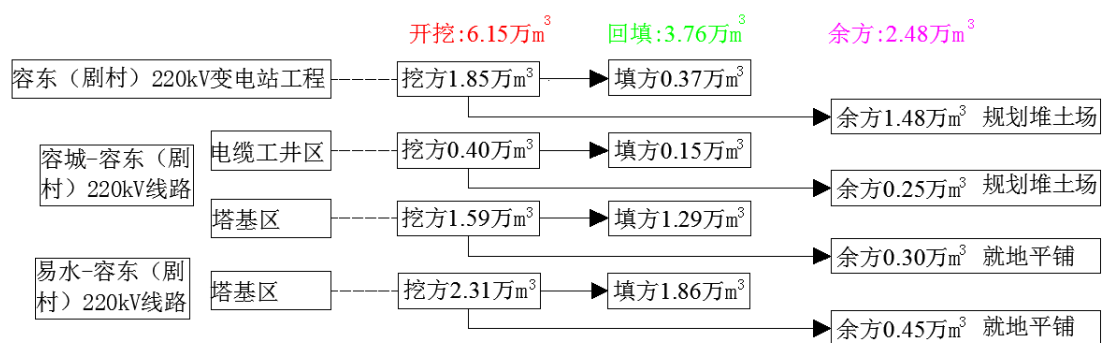 开挖:6.15万m³ 回填:3.76万m³ 余方:2.48万m³
容东（剧村）220kV变电站工程 挖方1.85万m³ 填方0.37万m³
余方1.48万m³ 规划堆土场
容城-容东（剧
村）220kV线路
电缆工井区 挖方0.40万m³ 填方0.15万m³
余方0.25万m³ 规划堆土场
塔基区 挖方1.59万m³ 填方1.29万m³
余方0.30万m³ 就地平铺
易水-容东（剧
村）220kV线路
塔基区 挖方2.31万m³ 填方1.86万m³
余方0.45万m³ 就地平铺